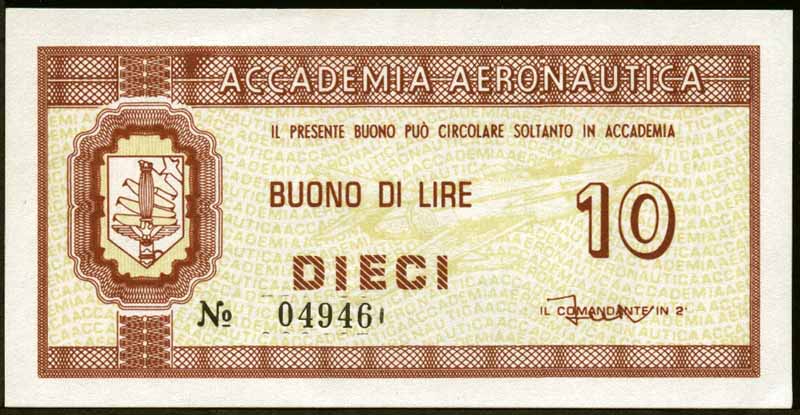 ACCADEMIA AERONAUTICA
IL PRESENTE BUONO PUÒ CIRCOLARE SOLTANTO IN ACCADEMIA
BUONO DI LIRE
10
DIECI
№ 04946
IL COMANDANTE IN 2ª